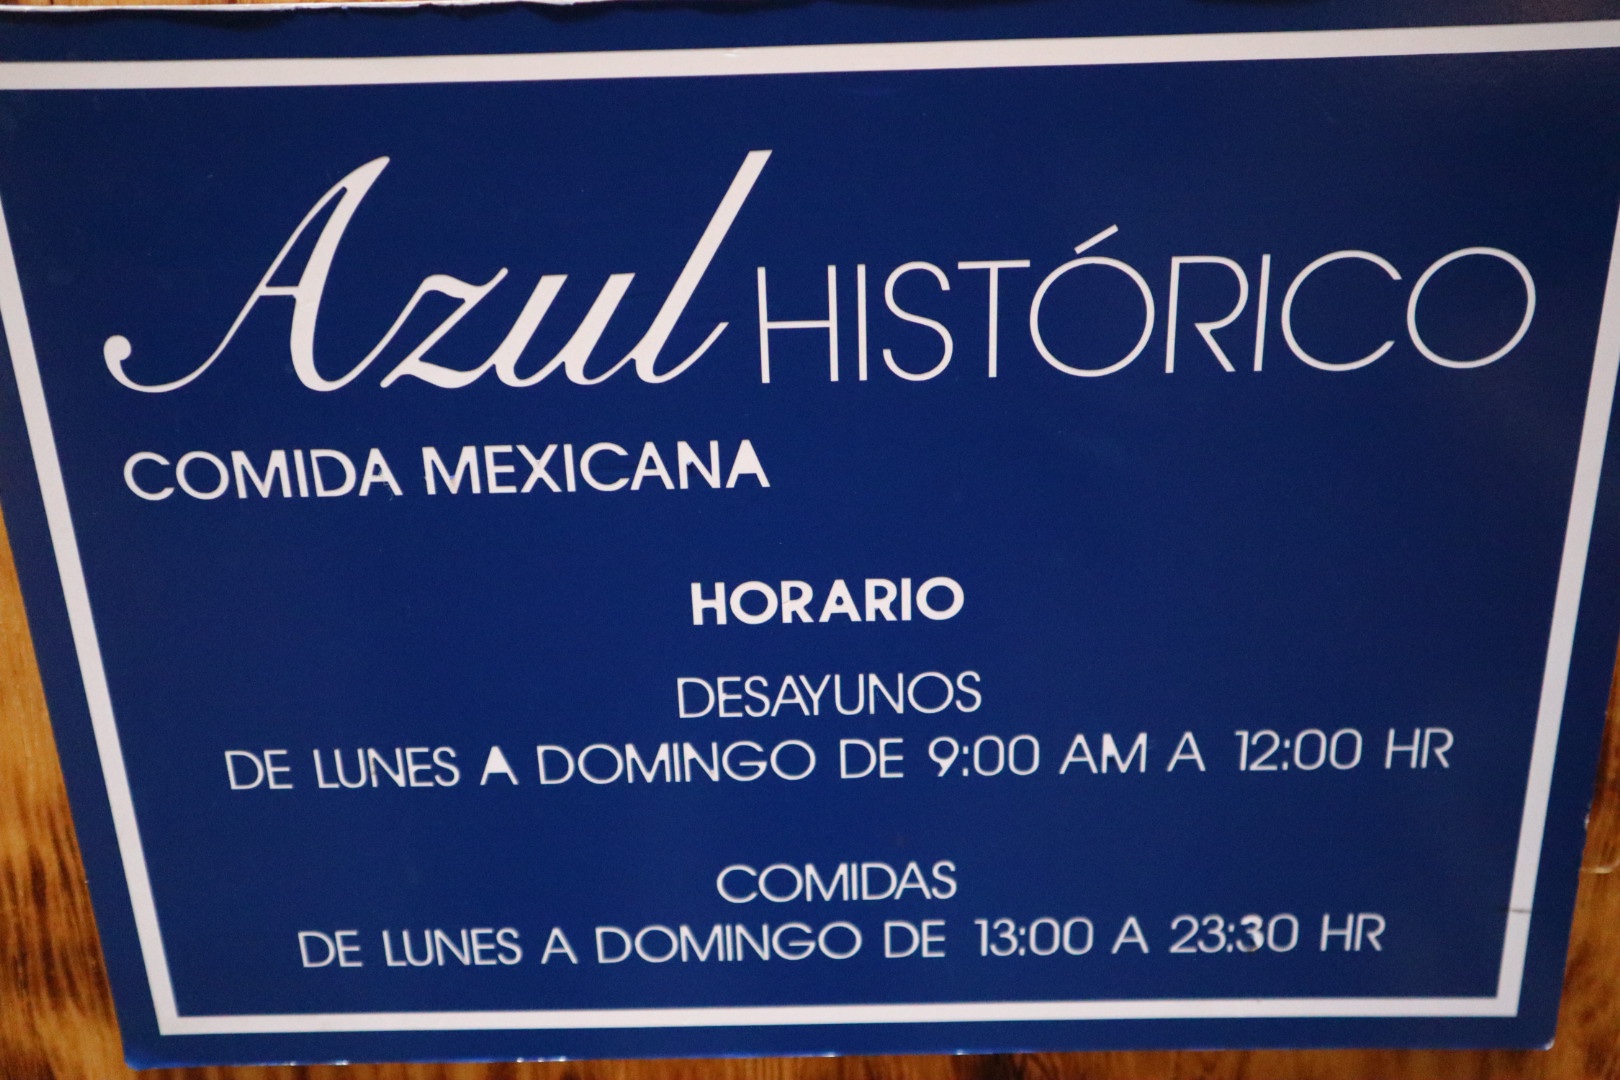 Azul HISTÓRICO
COMIDA MEXICANA
HORARIO
DESAYUNOS
DE LUNES A DOMINGO DE 9:00 AM A 12:00 HR
COMIDAS
DE LUNES A DOMINGO DE 13:00 A 23:30 HR